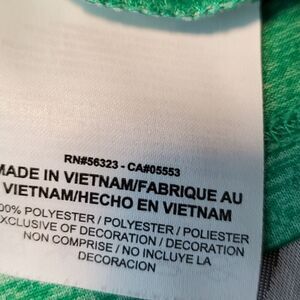 RN#56323 - CA#05553
MADE IN VIETNAM/FABRIQUE AU
VIETNAM/HECHO EN VIETNAM
100% POLYESTER / POLYESTER / POLIESTER
EXCLUSIVE OF DECORATION / DECORATION
NON COMPRISE / NO INCLUYE LA
DECORACION